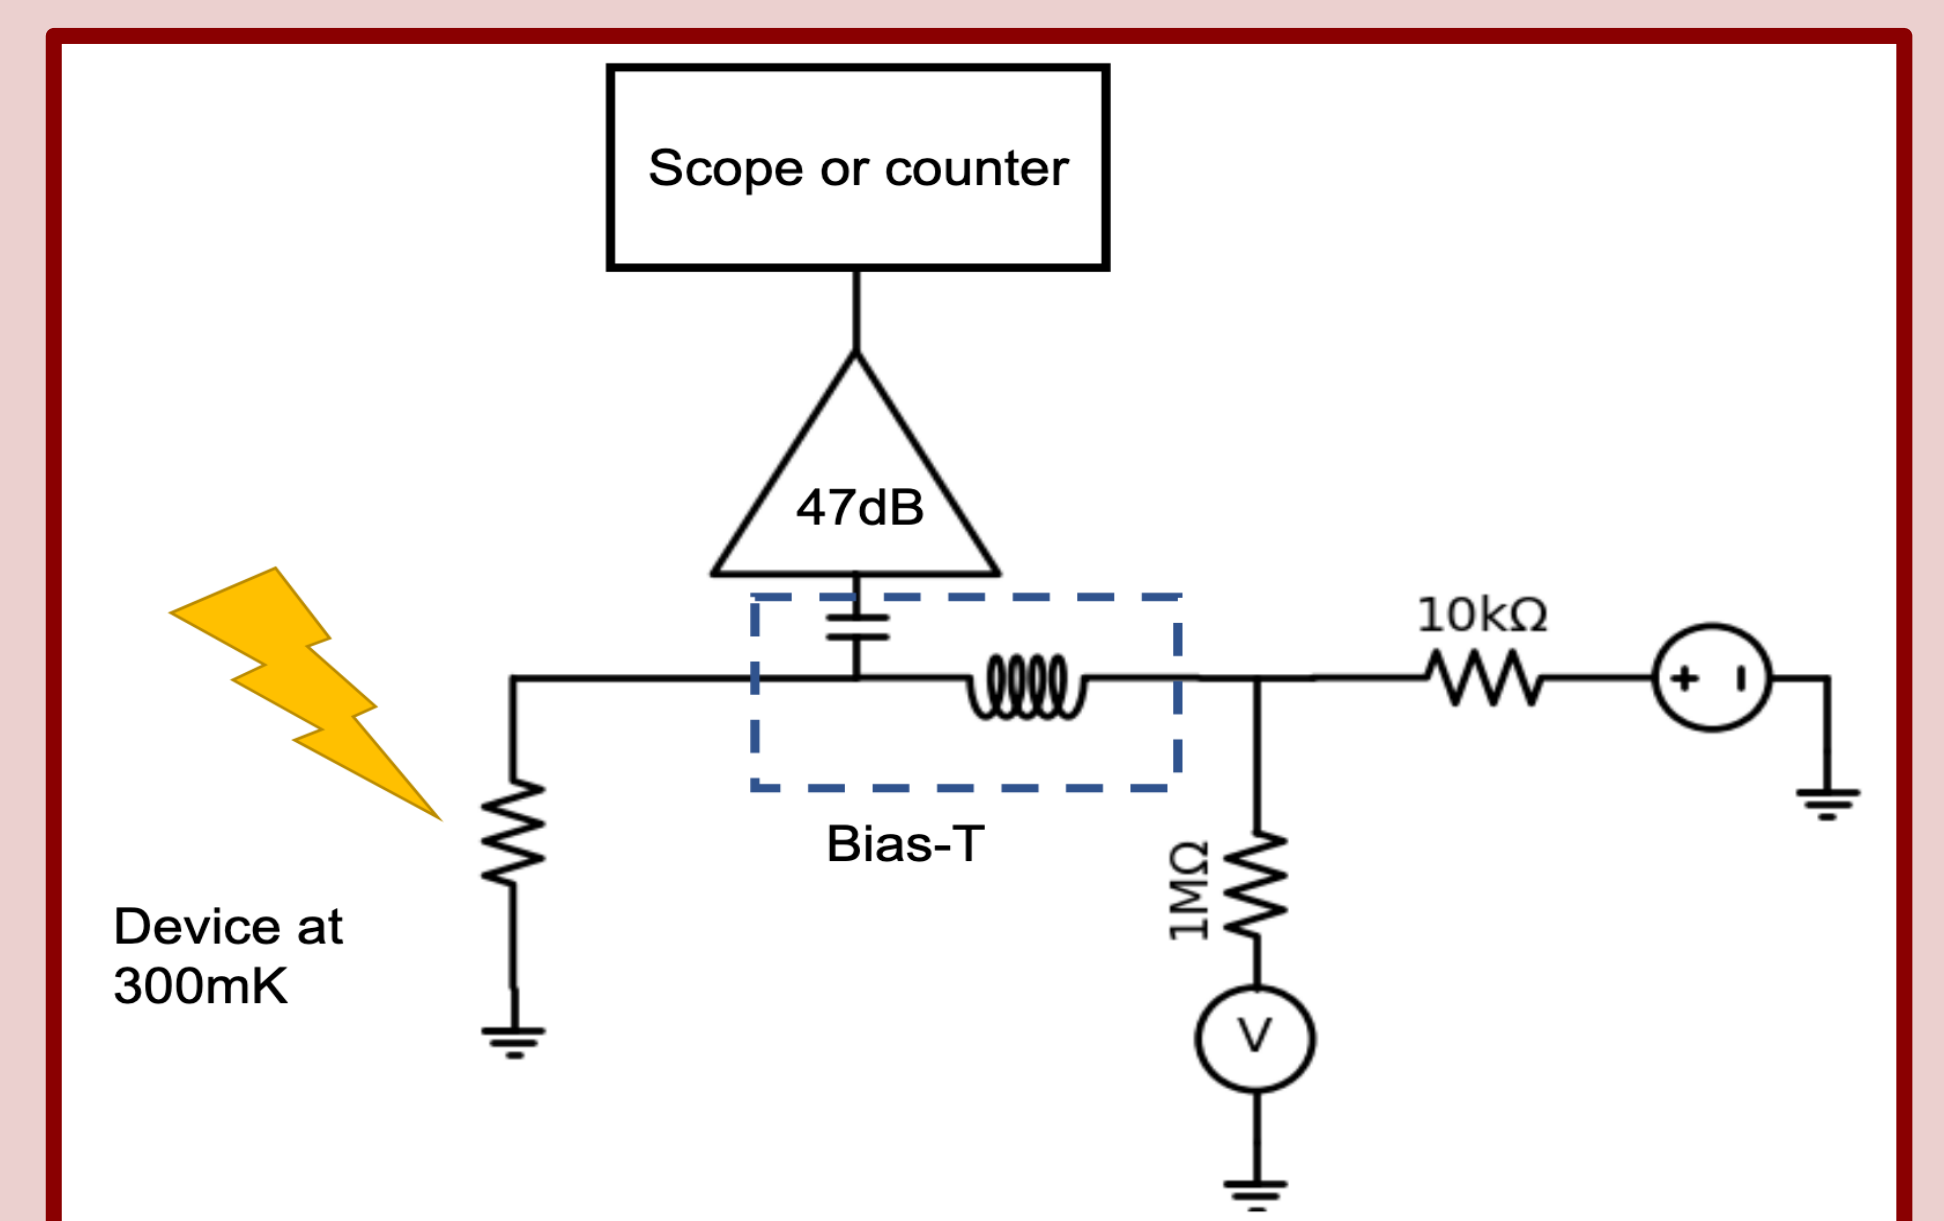 Scope or counter
47dB
10kΩ
+ -
Bias-T
1MΩ
Device at
300mK
V